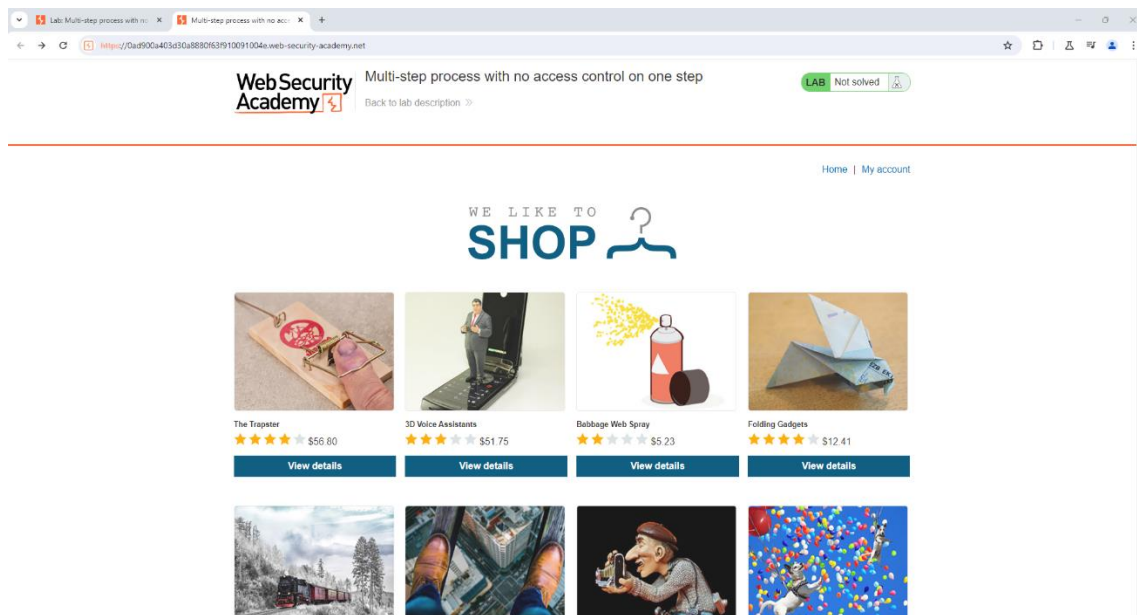 Lab: Multi-step process with no
Multi-step process with no acce
https://0ad900a403d30a8880f63f910091004e.web-security-academy.net
Web Security
Academy
Multi-step process with no access control on one step
Back to lab description
LAB Not solved
Home | My account
WE LIKE TO
SHOP
The Trapster
3D Voice Assistants
Babbage Web Spray
Folding Gadgets
$56.80
$51.75
$5.23
$12.41
View details
View details
View details
View details